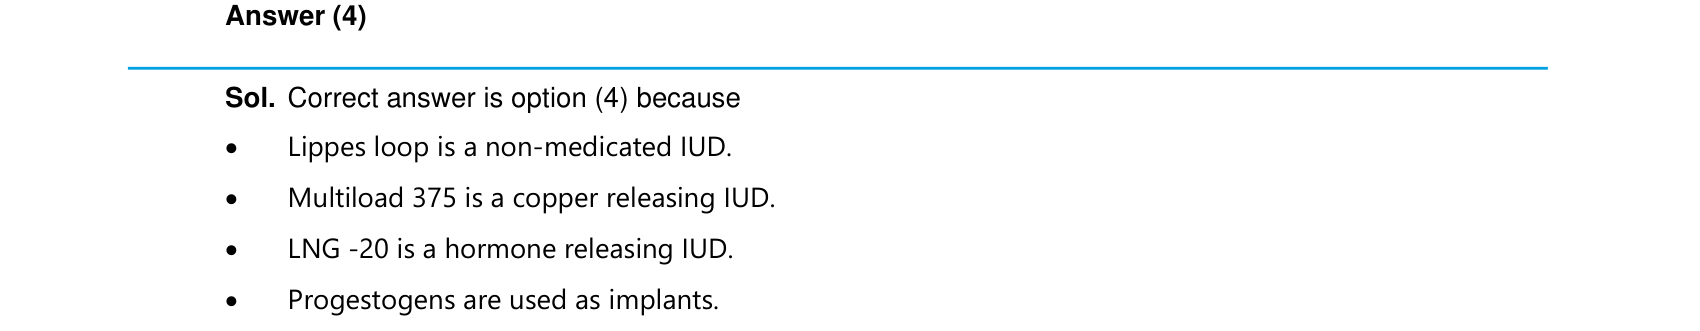 Answer (4)
Sol. Correct answer is option (4) because
• Lippes loop is a non-medicated IUD.
• Multiload 375 is a copper releasing IUD.
• LNG -20 is a hormone releasing IUD.
• Progestogens are used as implants.